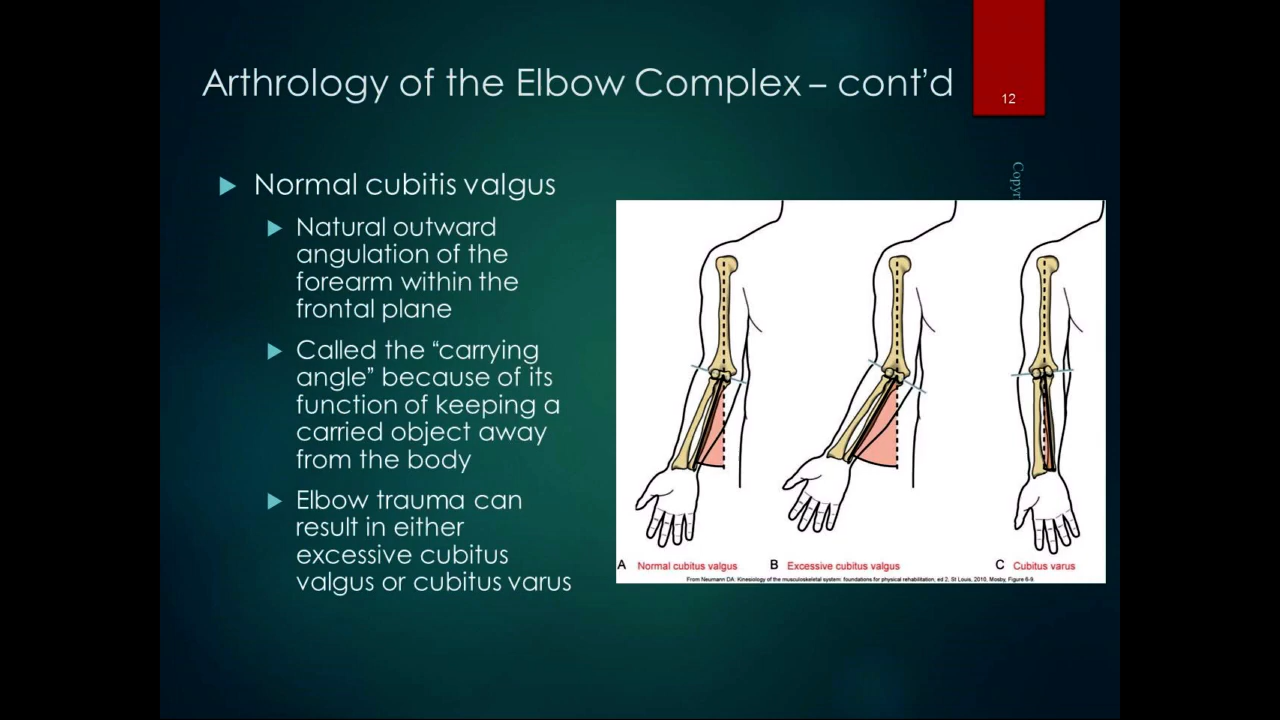 Arthrology of the Elbow Complex – cont’d
12
Copyr
Normal cubitis valgus
Natural outward
angulation of the
forearm within the
frontal plane
Called the “carrying
angle” because of its
function of keeping a
carried object away
from the body
Elbow trauma can
result in either
excessive cubitus
valgus or cubitus varus
A Normal cubitus valgus
B Excessive cubitus valgus
C Cubitus varus
From Neumann DA: Kinesiology of the musculoskeletal system: foundations for physical rehabilitation, ed 2, St Louis, 2010, Mosby, Figure 6-9.